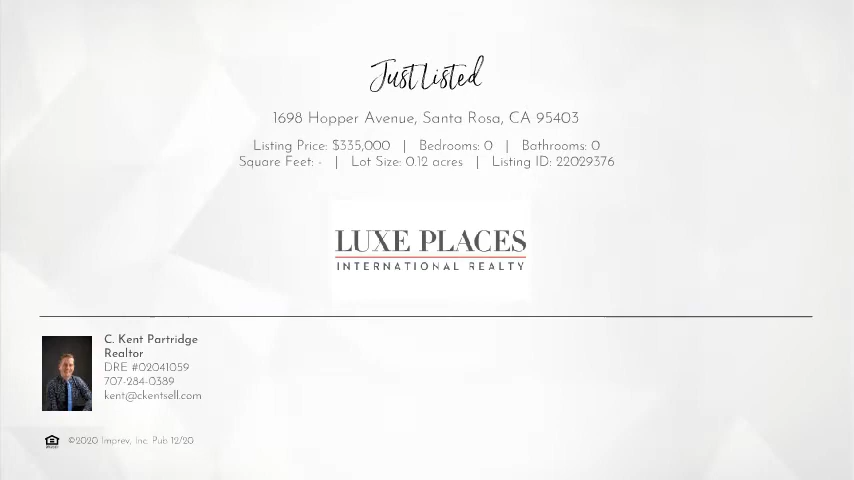 Just Listed
1698 Hopper Avenue, Santa Rosa, CA 95403
Listing Price: $335,000 | Bedrooms: 0 | Bathrooms: 0
Square Feet: - | Lot Size: 0.12 acres | Listing ID: 22029376
LUXE PLACES
INTERNATIONAL REALTY
C. Kent Partridge
Realtor
DRE #02041059
707-284-0389
kent@ckentsell.com
©2020 Imprev, Inc. Pub 12/20